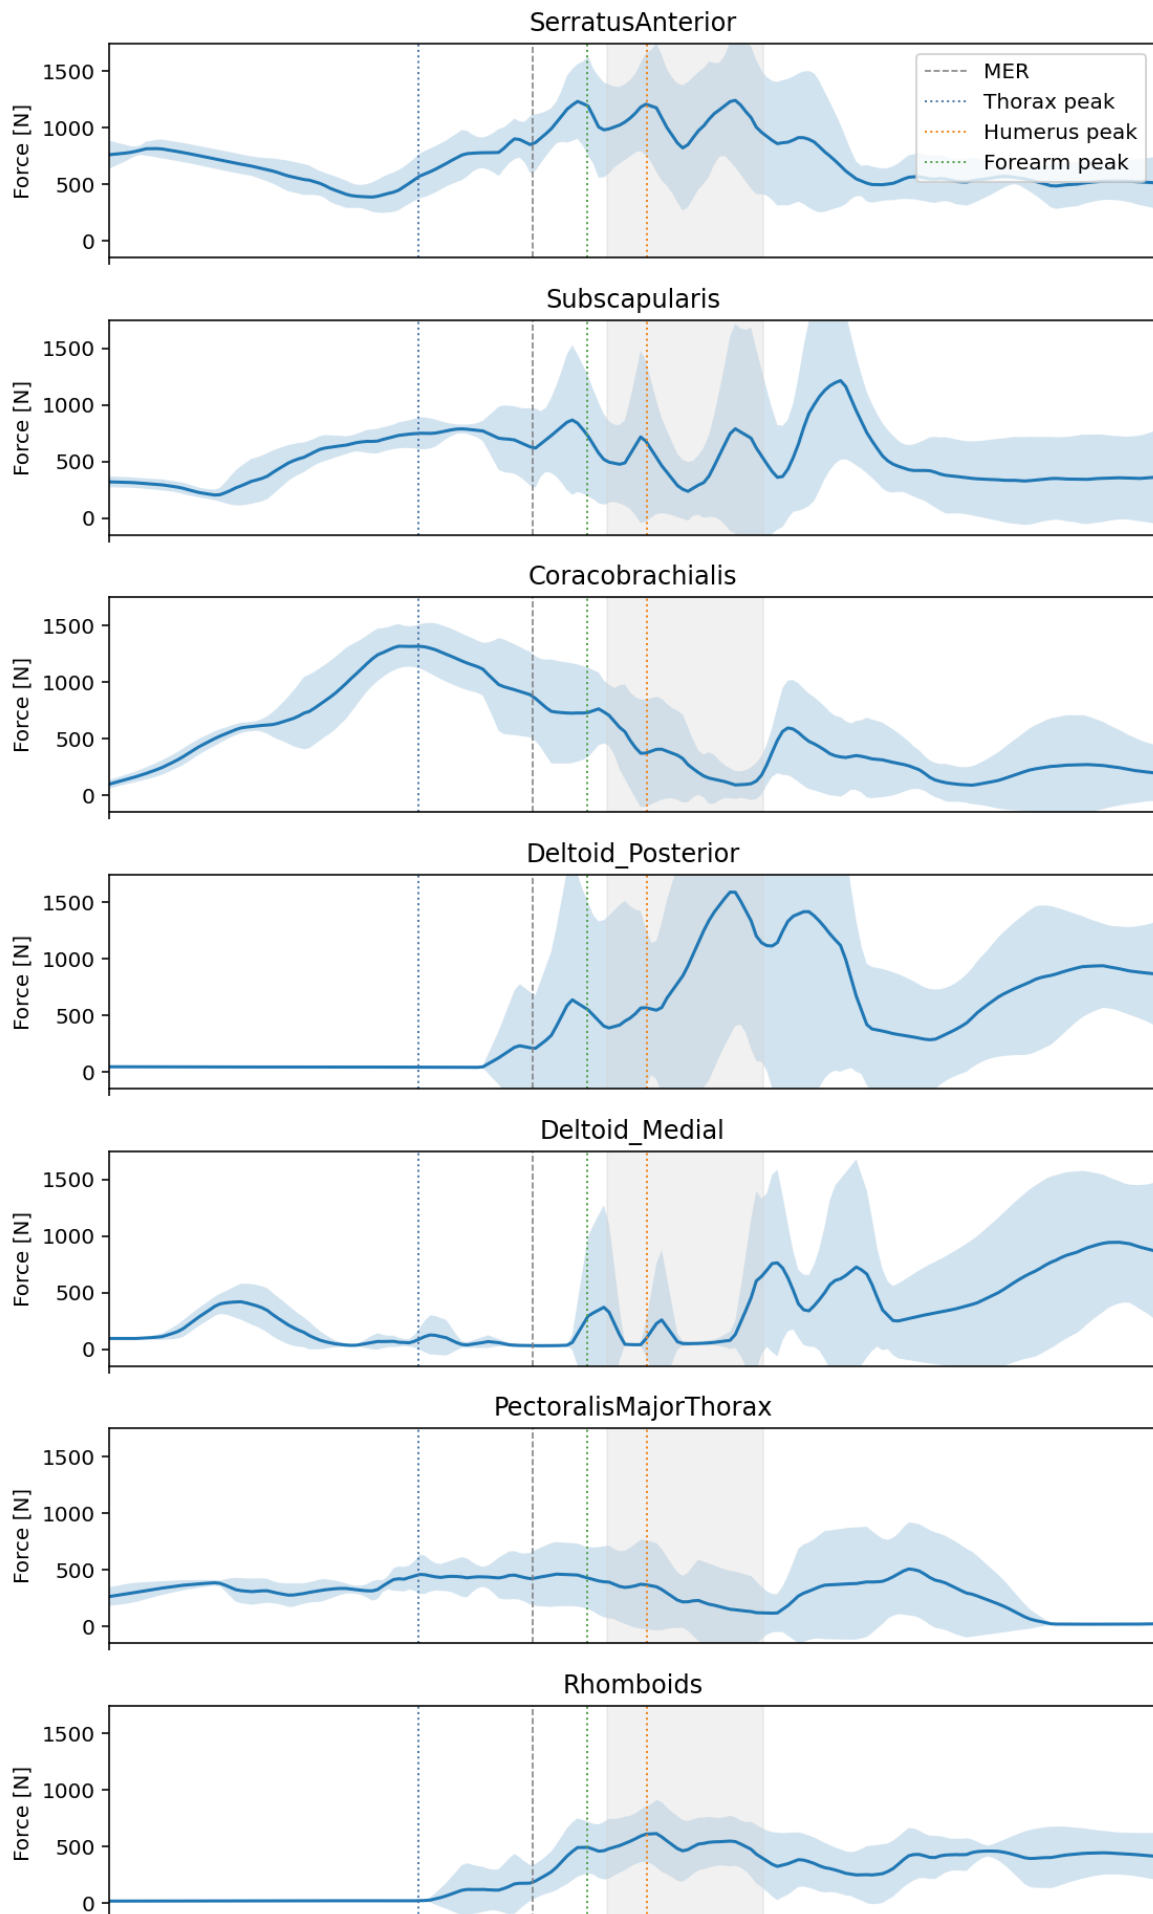 SerratusAnterior
1500
1000
500
0
Force [N]
MER
Thorax peak
Humerus peak
Forearm peak
Subscapularis
1500
1000
500
0
Force [N]
Coracobrachialis
1500
1000
500
0
Force [N]
Deltoid_Posterior
1500
1000
500
0
Force [N]
Deltoid_Medial
1500
1000
500
0
Force [N]
PectoralisMajorThorax
1500
1000
500
0
Force [N]
Rhomboids
1500
1000
500
0
Force [N]